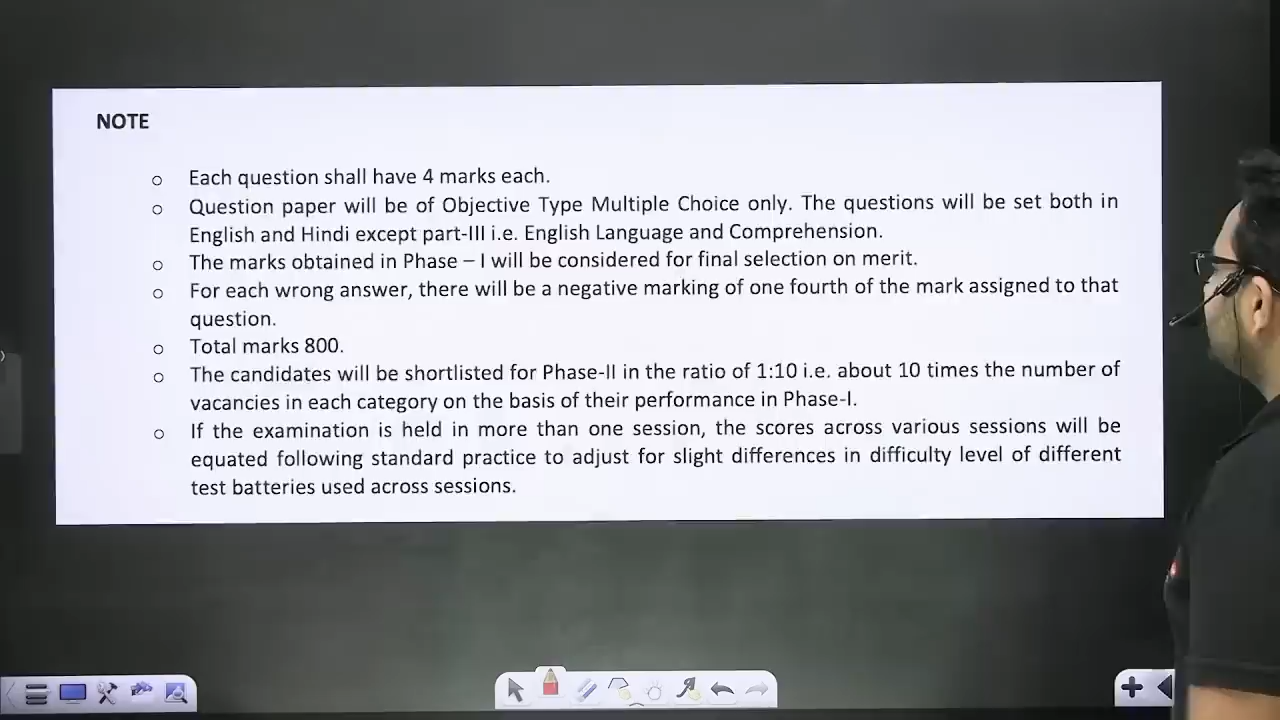 NOTE
Each question shall have 4 marks each.
Question paper will be of Objective Type Multiple Choice only. The questions will be set both in
English and Hindi except part-III i.e. English Language and Comprehension.
The marks obtained in Phase – I will be considered for final selection on merit.
For each wrong answer, there will be a negative marking of one fourth of the mark assigned to that
question.
Total marks 800.
The candidates will be shortlisted for Phase-II in the ratio of 1:10 i.e. about 10 times the number of
vacancies in each category on the basis of their performance in Phase-I.
If the examination is held in more than one session, the scores across various sessions will be
equated following standard practice to adjust for slight differences in difficulty level of different
test batteries used across sessions.